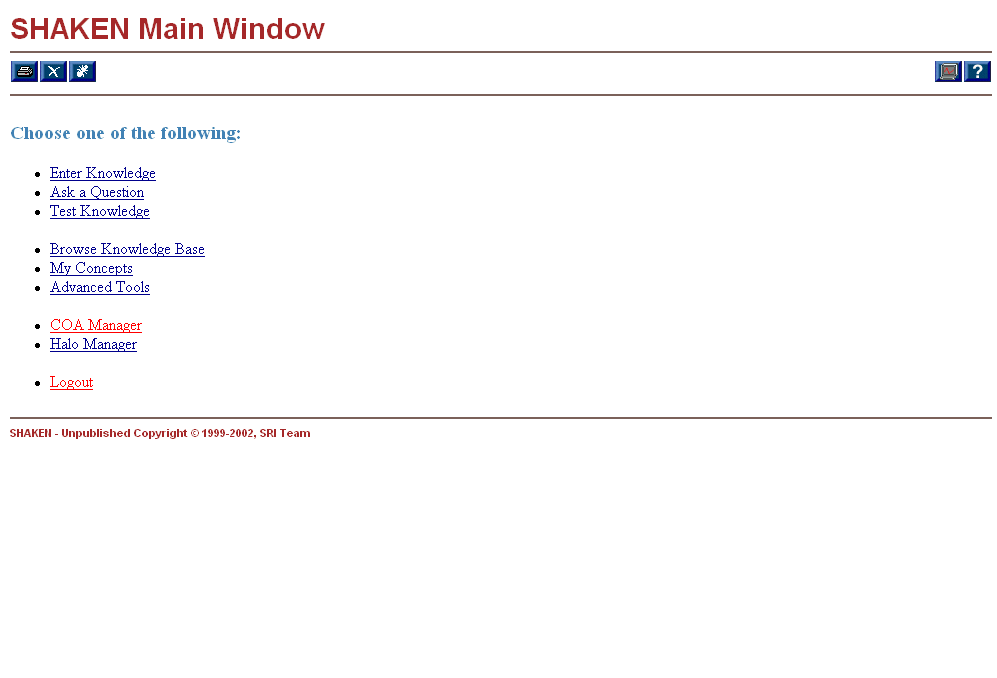 SHAKEN Main Window
?
Choose one of the following:
Enter Knowledge
Ask a Question
Test Knowledge
Browse Knowledge Base
My Concepts
Advanced Tools
COA Manager
Halo Manager
Logout
SHAKEN - Unpublished Copyright © 1999-2002, SRI Team